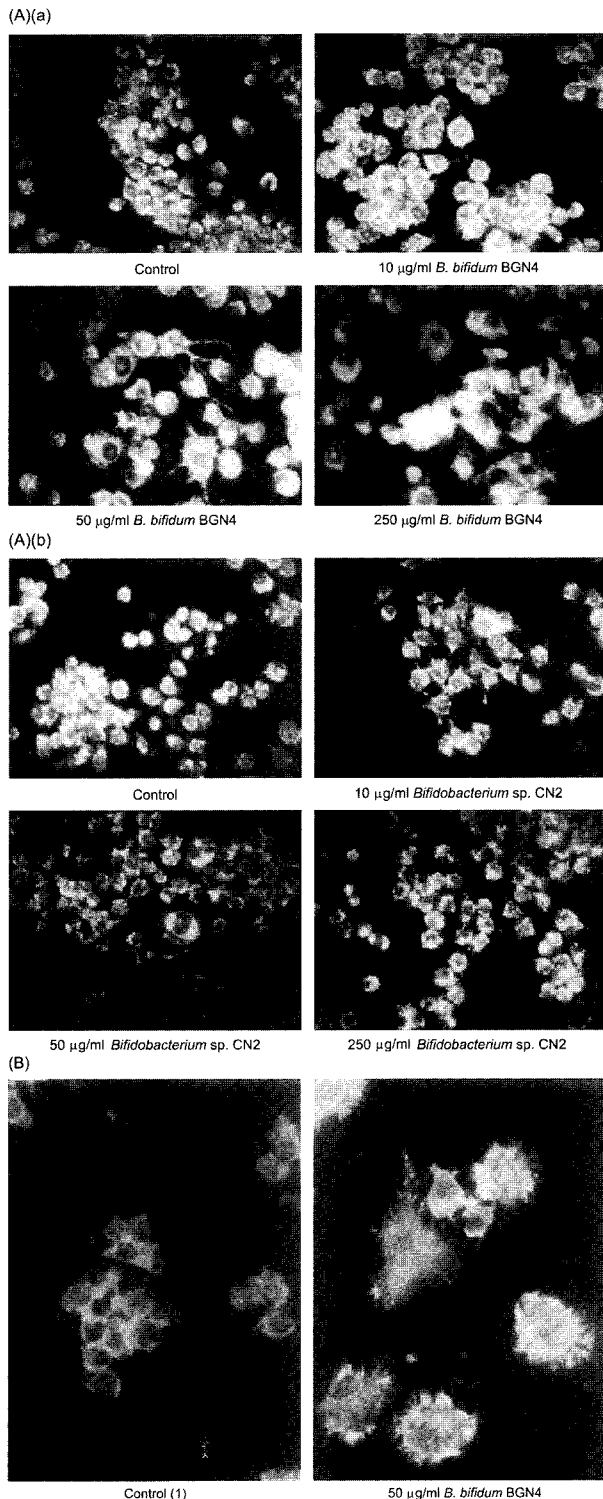 (A)(a)
Control
10 μg/ml B. bifidum BGN4
50 μg/ml B. bifidum BGN4
250 μg/ml B. bifidum BGN4
(A)(b)
Control
10 μg/ml Bifidobacterium sp. CN2
50 μg/ml Bifidobacterium sp. CN2
250 μg/ml Bifidobacterium sp. CN2
(B)
Control (1)
50 μg/ml B. bifidum BGN4